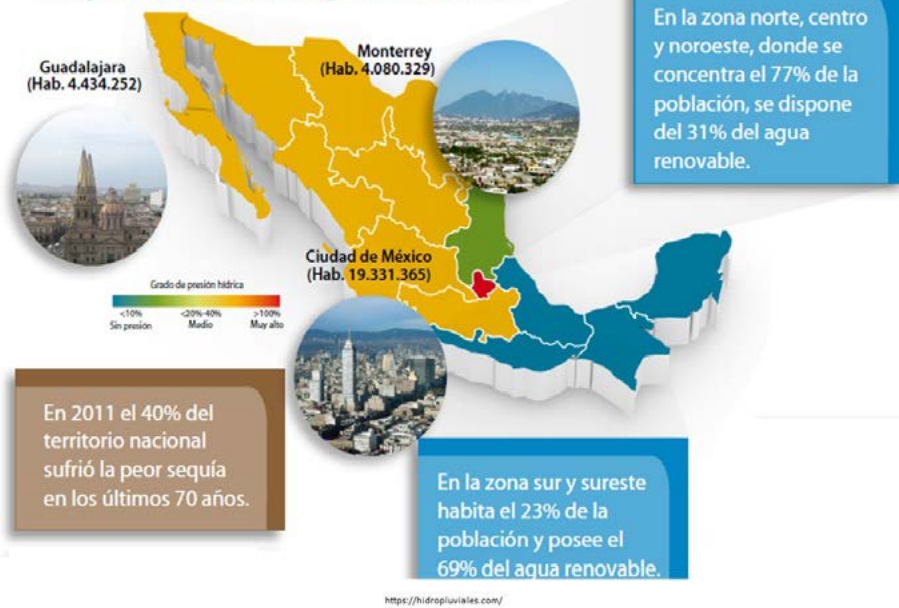 En la zona norte, centro
y noroeste, donde se
concentra el 77% de la
población, se dispone
del 31% del agua
renovable.
Guadalajara
(Hab. 4.434.252)
Monterrey
(Hab. 4.080.329)
Ciudad de México
(Hab. 19.331.365)
Grado de presión hídrica
<10% <20%-40% >100%
Sin presión Medio Muy alto
En 2011 el 40% del
territorio nacional
sufrió la peor sequía
en los últimos 70 años.
En la zona sur y sureste
habita el 23% de la
población y posee el
69% del agua renovable.
https://hidropluviales.com/